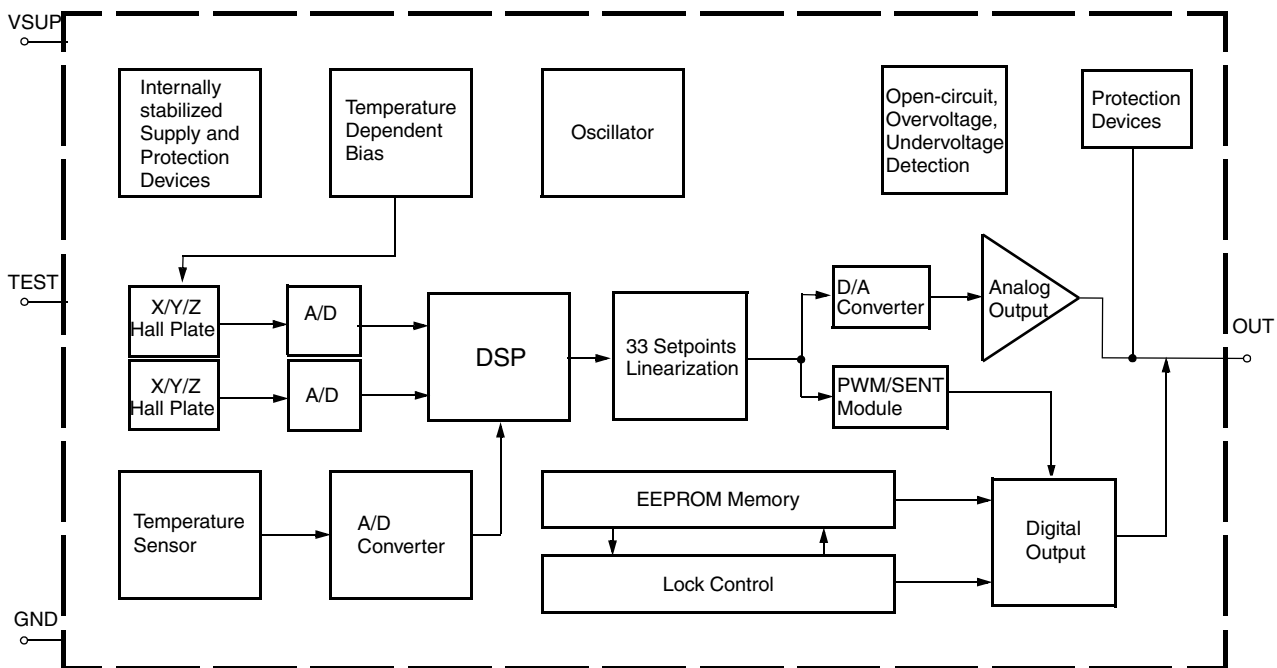 VSUP
Internally
stabilized
Supply and
Protection
Devices
Temperature
Dependent
Bias
Oscillator
Open-circuit,
Overvoltage,
Undervoltage
Detection
Protection
Devices
TEST
X/Y/Z
Hall Plate
A/D
X/Y/Z
Hall Plate
A/D
DSP
33 Setpoints
Linearization
D/A
Converter
Analog
Output
OUT
PWM/SENT
Module
Temperature
Sensor
A/D
Converter
EEPROM Memory
Lock Control
Digital
Output
GND